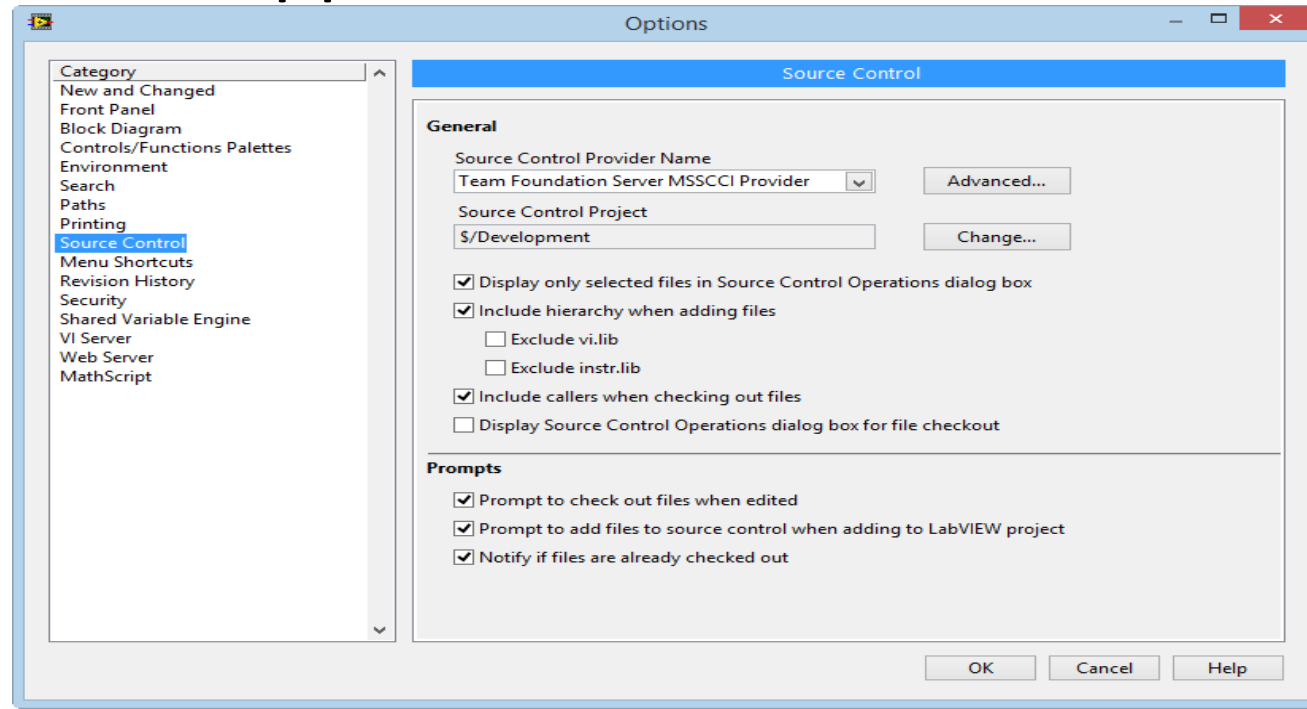 Options
Category
New and Changed
Front Panel
Block Diagram
Controls/Functions Palettes
Environment
Search
Paths
Printing
Source Control
Menu Shortcuts
Revision History
Security
Shared Variable Engine
VI Server
Web Server
MathScript
Source Control
General
Source Control Provider Name
Team Foundation Server MSSCCI Provider
Advanced...
Source Control Project
$/Development
Change...
Display only selected files in Source Control Operations dialog box
Include hierarchy when adding files
Exclude vi.lib
Exclude instr.lib
Include callers when checking out files
Display Source Control Operations dialog box for file checkout
Prompts
Prompt to check out files when edited
Prompt to add files to source control when adding to LabVIEW project
Notify if files are already checked out
OK Cancel Help